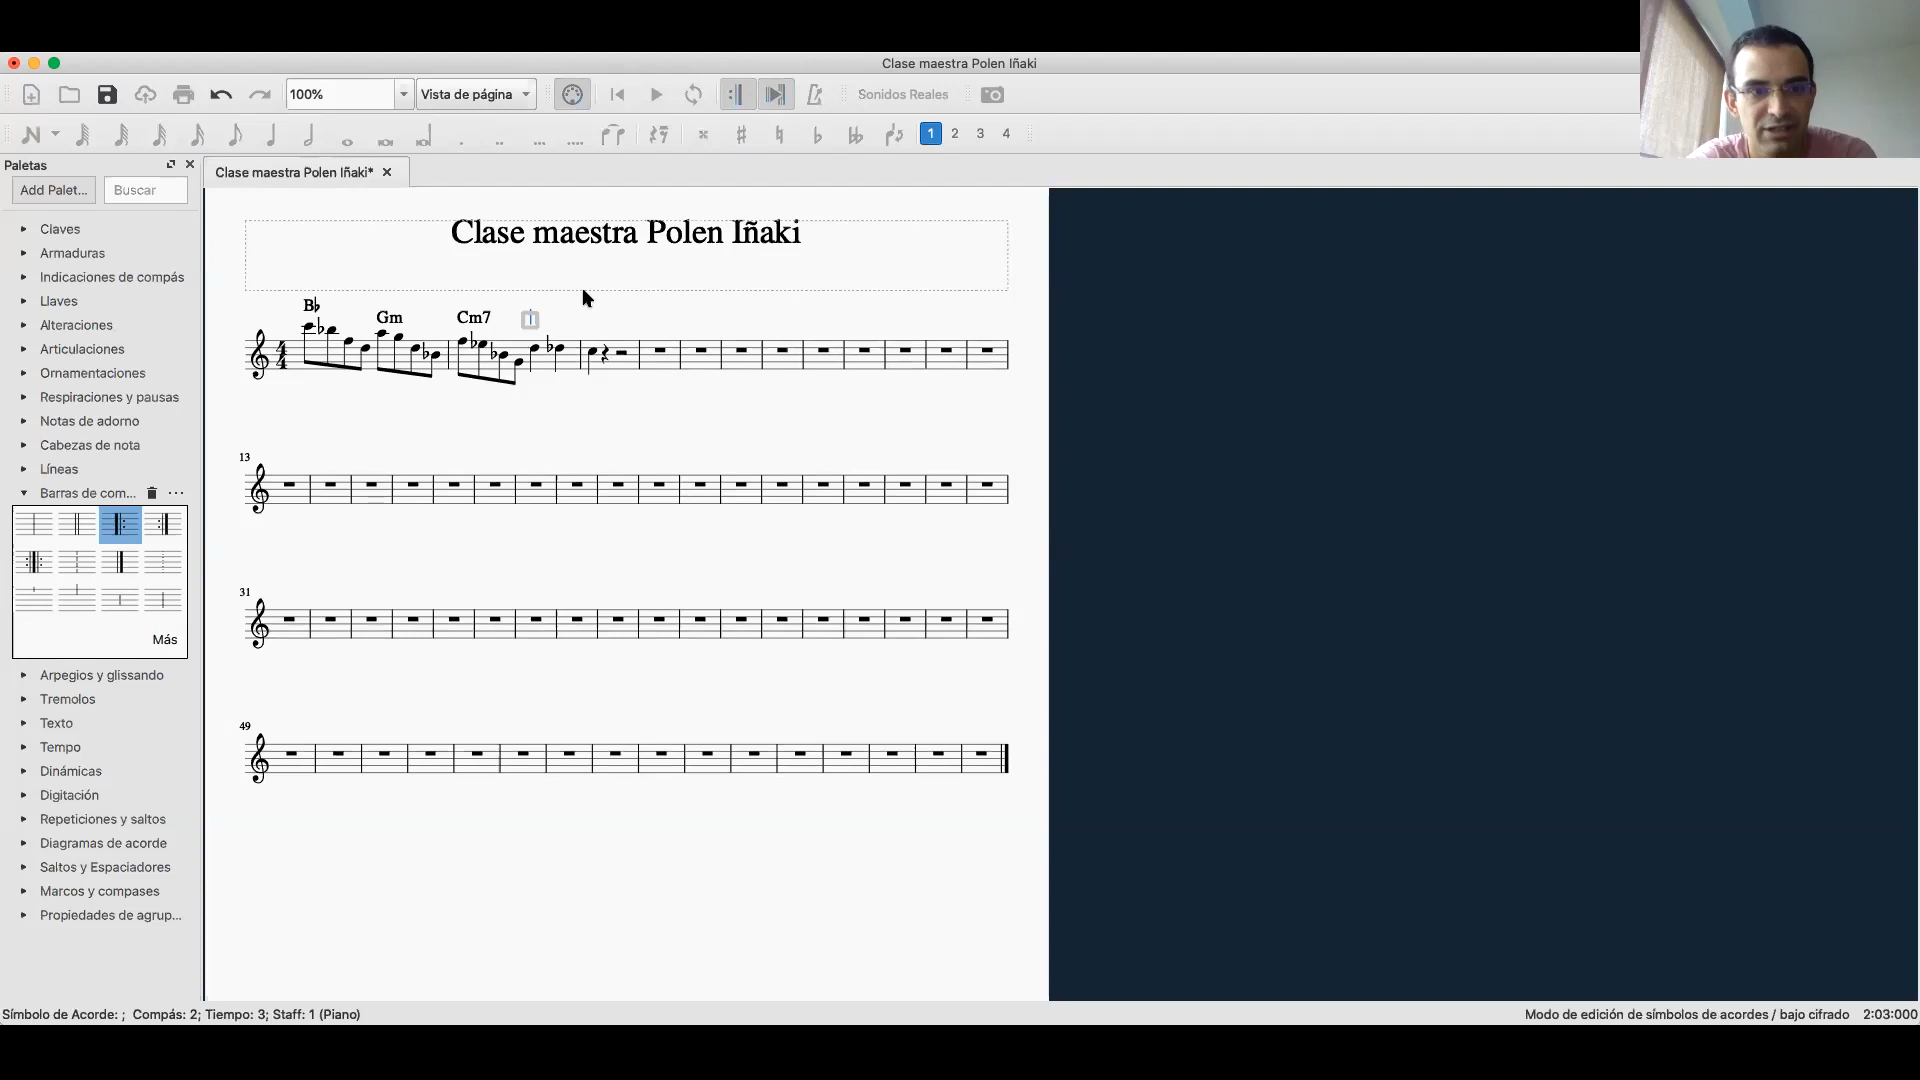 Clase maestra Polen Iñaki
100%
Vista de página
Sonidos Reales
1 2 3 4
Paletas
Add Palet...
Buscar
Clase maestra Polen Iñaki*
Claves
Armaduras
Indicaciones de compás
Llaves
Alteraciones
Articulaciones
Ornamentaciones
Respiraciones y pausas
Notas de adorno
Cabezas de nota
Líneas
Barras de com...
Más
Arpegios y glissando
Tremolos
Texto
Tempo
Dinámicas
Digitación
Repeticiones y saltos
Diagramas de acorde
Saltos y Espaciadores
Marcos y compases
Propiedades de agrup...
Clase maestra Polen Iñaki
B♭
Gm
Cm7
4
4
13
31
49
Símbolo de Acorde: ; Compás: 2; Tiempo: 3; Staff: 1 (Piano)
Modo de edición de símbolos de acordes / bajo cifrado 2:03:000